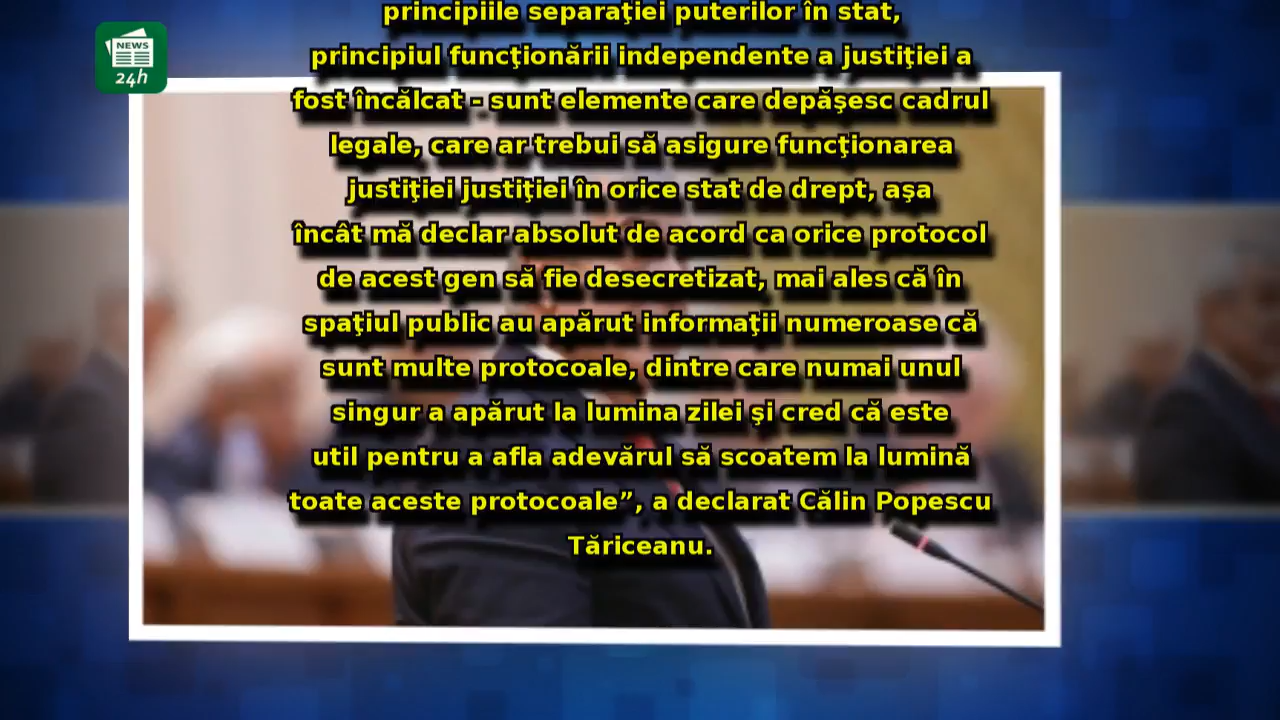 NEWS
24h
principiile separaţiei puterilor în stat,
principiul funcţionării independente a justiţiei a
fost încălcat - sunt elemente care depăşesc cadrul
legale, care ar trebui să asigure funcţionarea
justiţiei justiţiei în orice stat de drept, aşa
încât mă declar absolut de acord ca orice protocol
de acest gen să fie desecretizat, mai ales că în
spaţiul public au apărut informaţii numeroase că
sunt multe protocoale, dintre care numai unul
singur a apărut la lumina zilei şi cred că este
util pentru a afla adevărul să scoatem la lumină
toate aceste protocoale”, a declarat Călin Popescu
Tăriceanu.